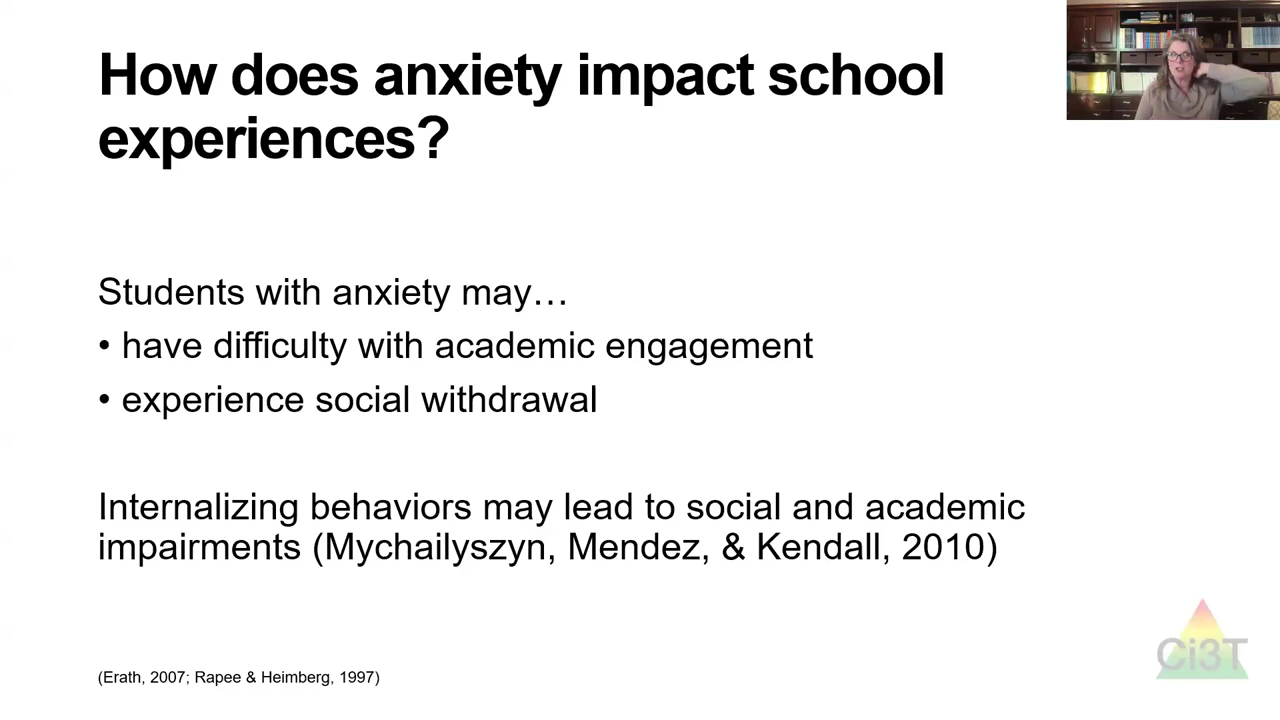 How does anxiety impact school
experiences?
Students with anxiety may…
• have difficulty with academic engagement
• experience social withdrawal
Internalizing behaviors may lead to social and academic
impairments (Mychailyszyn, Mendez, & Kendall, 2010)
Ci3T
(Erath, 2007; Rapee & Heimberg, 1997)